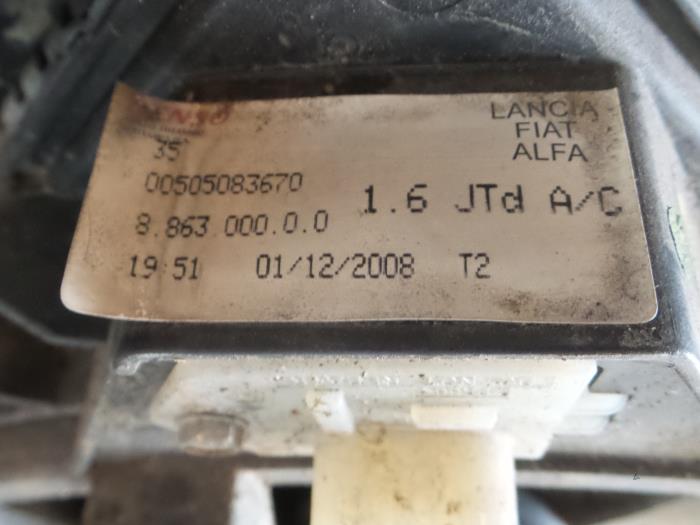 DENSO
LANCIA
FIAT
ALFA
35
00505083670
1.6 JTd A/C
8.863.000.0.0
19:51 01/12/2008 T2